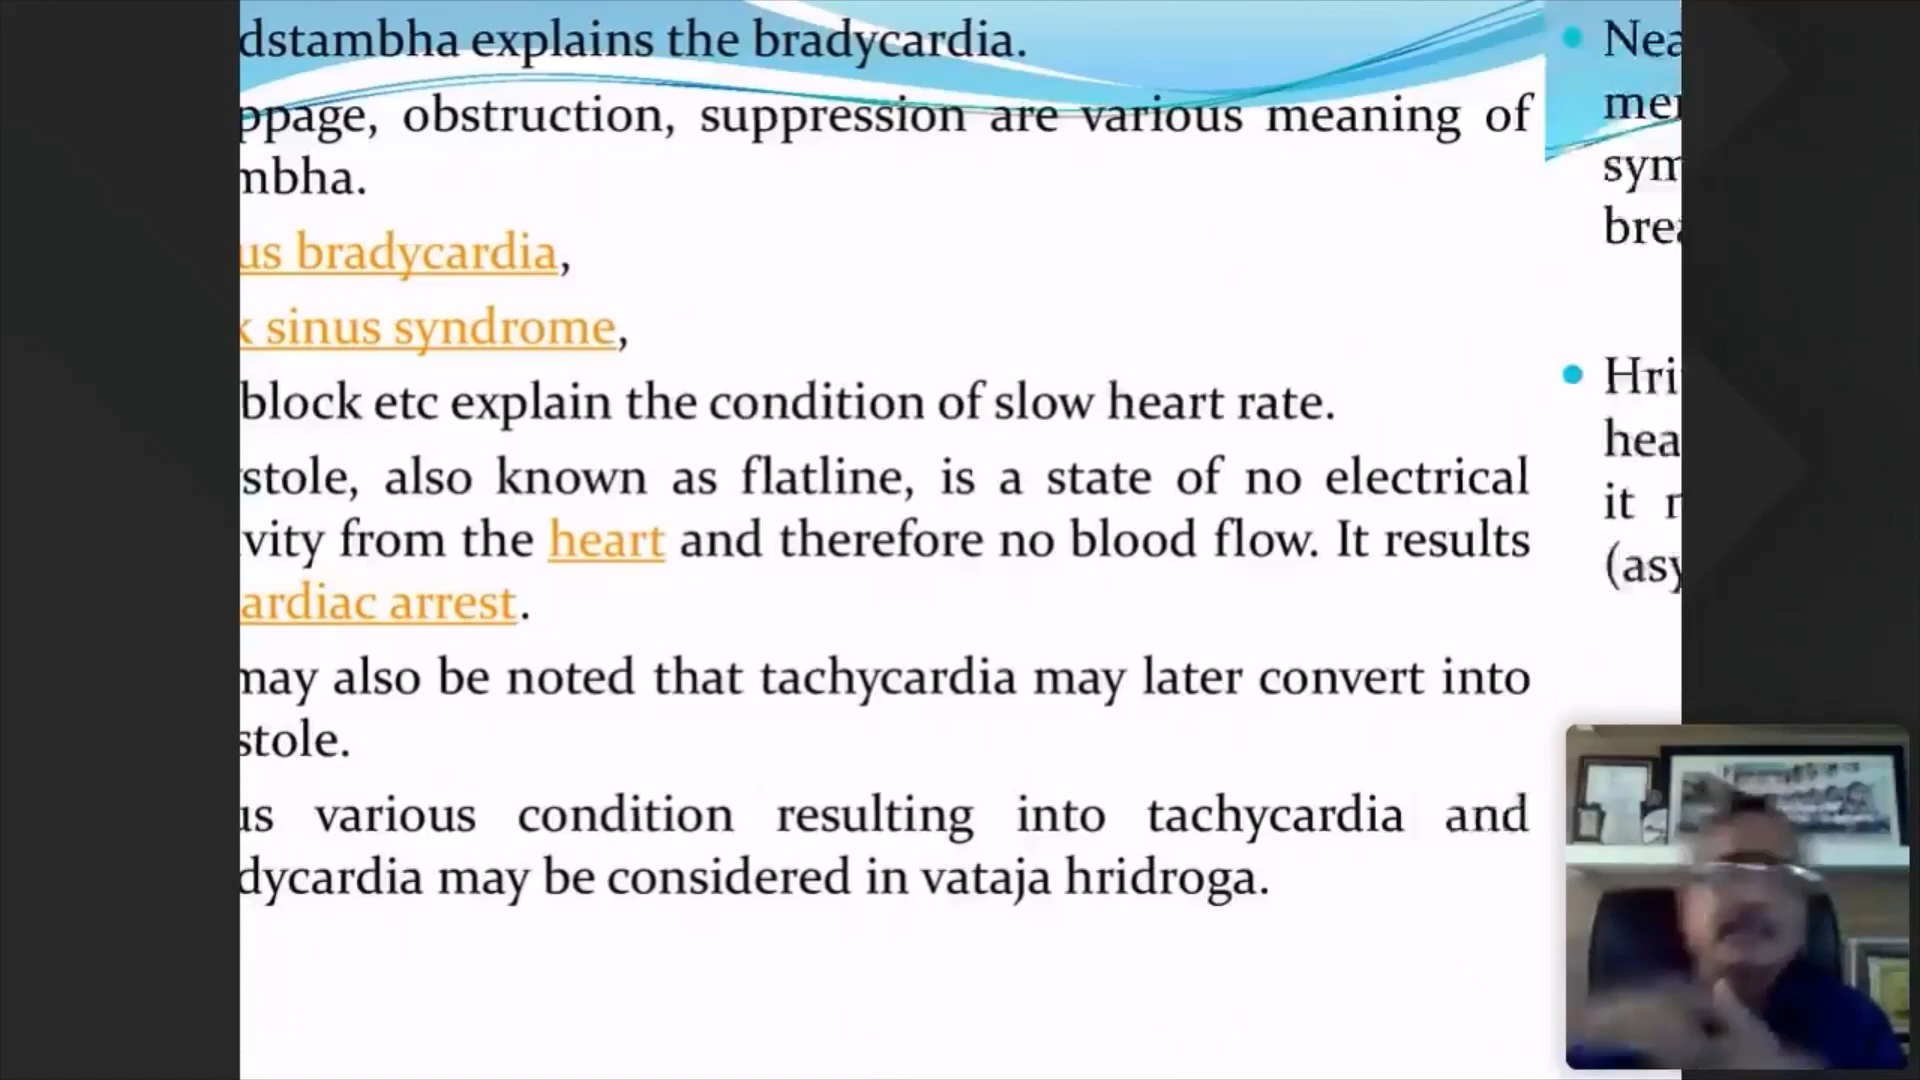 dstambha explains the bradycardia.
ppage, obstruction, suppression are various meaning of
mbha.
us bradycardia,
k sinus syndrome,
block etc explain the condition of slow heart rate.
stole, also known as flatline, is a state of no electrical
vity from the heart and therefore no blood flow. It results
ardiac arrest.
may also be noted that tachycardia may later convert into
stole.
us various condition resulting into tachycardia and
dycardia may be considered in vataja hridroga.
Nea
mer
sym
brea
Hri
hea
it r
(asy